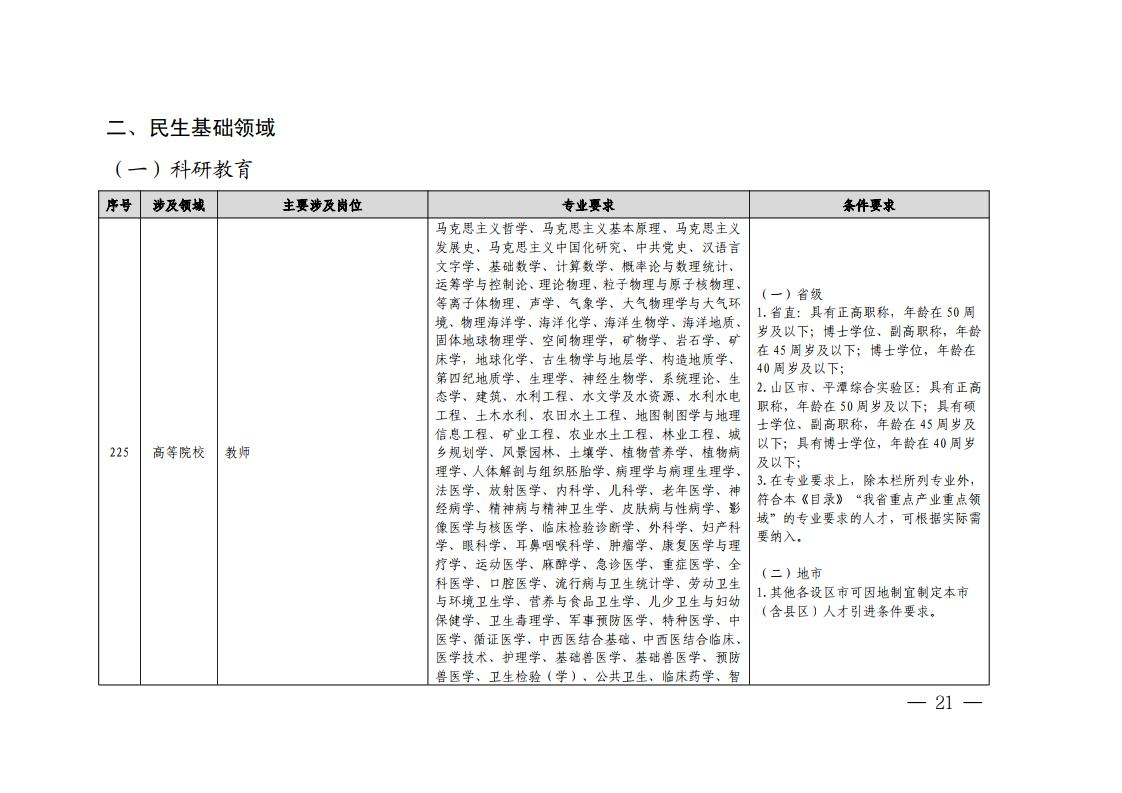 二、民生基础领域
（一）科研教育
序号 涉及领域 主要涉及岗位 专业要求 条件要求
225 高等院校 教师
马克思主义哲学、马克思主义基本原理、马克思主义
发展史、马克思主义中国化研究、中共党史、汉语言
文字学、基础数学、计算数学、概率论与数理统计、
运筹学与控制论、理论物理、粒子物理与原子核物理、
等离子体物理、声学、气象学、大气物理学与大气环
境、物理海洋学、海洋化学、海洋生物学、海洋地质、
固体地球物理学、空间物理学，矿物学、岩石学、矿
床学，地球化学、古生物学与地层学、构造地质学、
第四纪地质学、生理学、神经生物学、系统理论、生
态学、建筑、水利工程、水文学及水资源、水利水电
工程、土木水利、农田水土工程、地图制图学与地理
信息工程、矿业工程、农业水土工程、林业工程、城
乡规划学、风景园林、土壤学、植物营养学、植物病
理学、人体解剖与组织胚胎学、病理学与病理生理学、
法医学、放射医学、内科学、儿科学、老年医学、神
经病学、精神病与精神卫生学、皮肤病与性病学、影
像医学与核医学、临床检验诊断学、外科学、妇产科
学、眼科学、耳鼻咽喉科学、肿瘤学、康复医学与理
疗学、运动医学、麻醉学、急诊医学、重症医学、全
科医学、口腔医学、流行病与卫生统计学、劳动卫生
与环境卫生学、营养与食品卫生学、儿少卫生与妇幼
保健学、卫生毒理学、军事预防医学、特种医学、中
医学、循证医学、中西医结合基础、中西医结合临床、
医学技术、护理学、基础兽医学、基础兽医学、预防
兽医学、卫生检验（学）、公共卫生、临床药学、智
（一）省级
1.省直：具有正高职称，年龄在 50 周
岁及以下；博士学位、副高职称，年龄
在 45 周岁及以下；博士学位，年龄在
40 周岁及以下；
2.山区市、平潭综合实验区：具有正高
职称，年龄在 50 周岁及以下；具有硕
士学位、副高职称，年龄在 45 周岁及
以下；具有博士学位，年龄在 40 周岁
及以下；
3.在专业要求上，除本栏所列专业外，
符合本《目录》“我省重点产业重点领
域”的专业要求的人才，可根据实际需
要纳入。
（二）地市
1.其他各设区市可因地制宜制定本市
（含县区）人才引进条件要求。
— 21 —